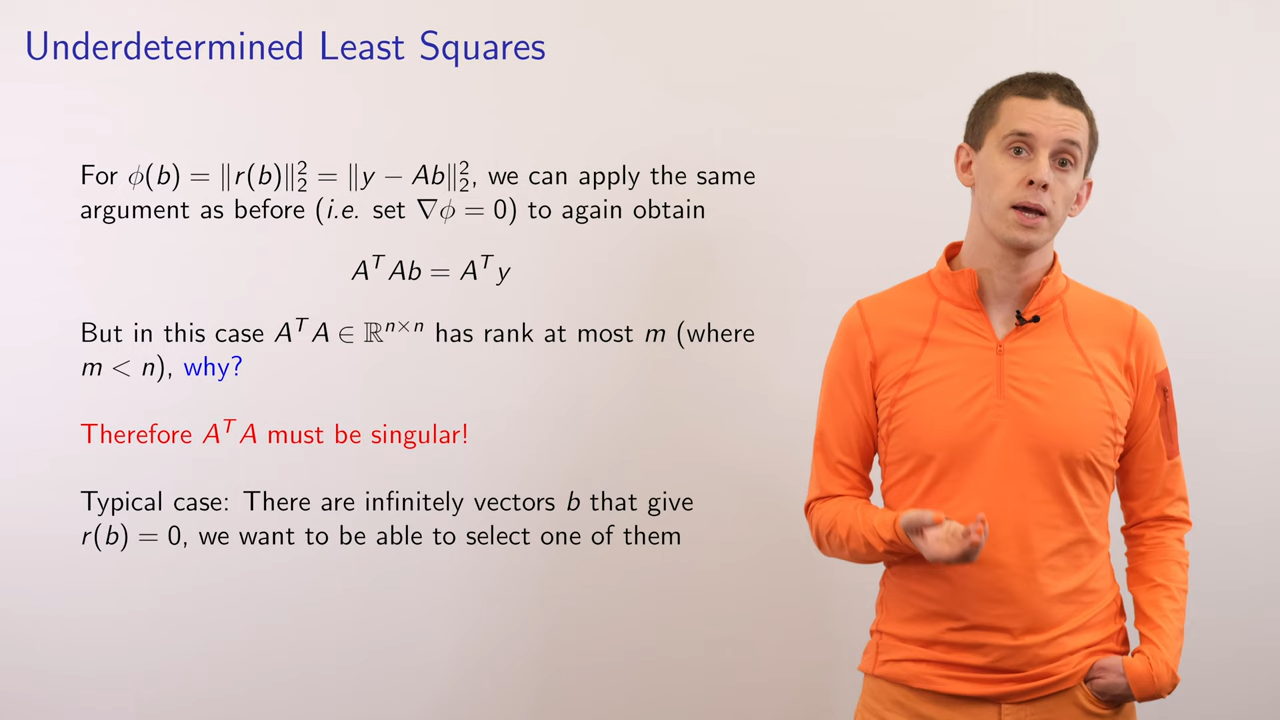 Underdetermined Least Squares
For ϕ(b) = ‖r(b)‖₂² = ‖y − Ab‖₂², we can apply the same
argument as before (i.e. set ∇ϕ = 0) to again obtain
AᵀAb = Aᵀy
But in this case AᵀA ∈ ℝⁿˣⁿ has rank at most m (where
m < n), why?
Therefore AᵀA must be singular!
Typical case: There are infinitely vectors b that give
r(b) = 0, we want to be able to select one of them